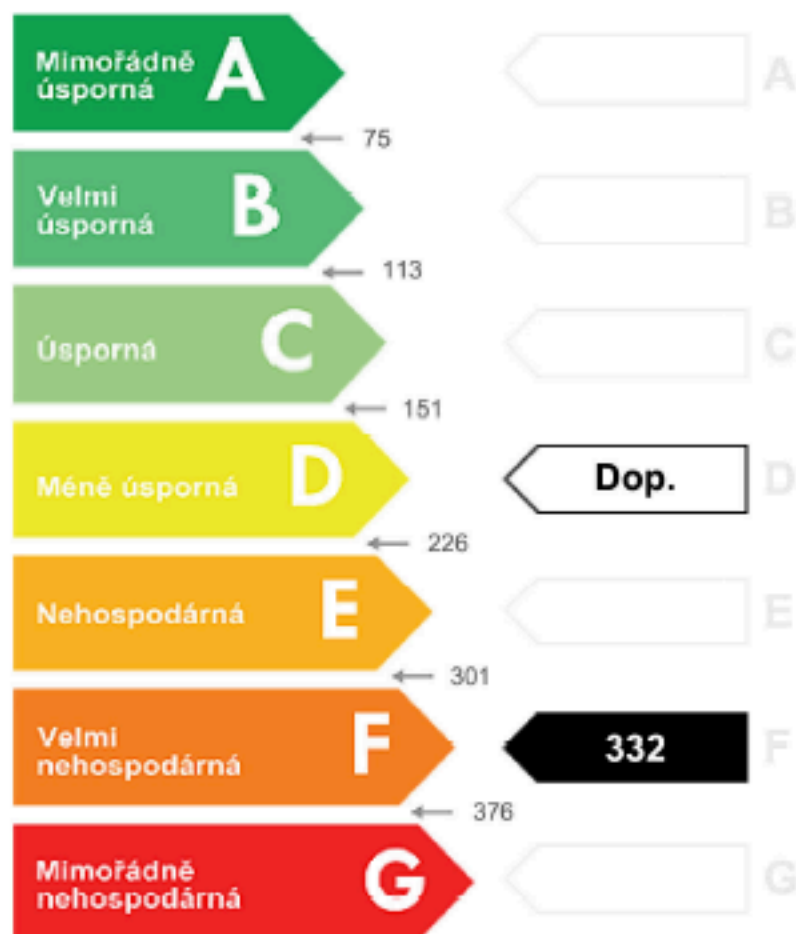 Mimořádně
úsporná
A
A
75
Velmi
úsporná
B
B
113
Úsporná
C
C
151
Méně úsporná
D
Dop.
D
226
Nehospodárná
E
E
301
Velmi
nehospodárná
F
332
F
376
Mimořádně
nehospodárná
G
G